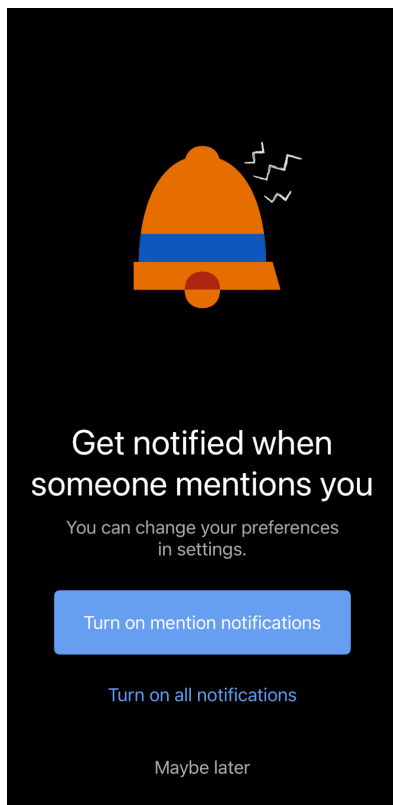 Get notified when
someone mentions you
You can change your preferences
in settings.
Turn on mention notifications
Turn on all notifications
Maybe later